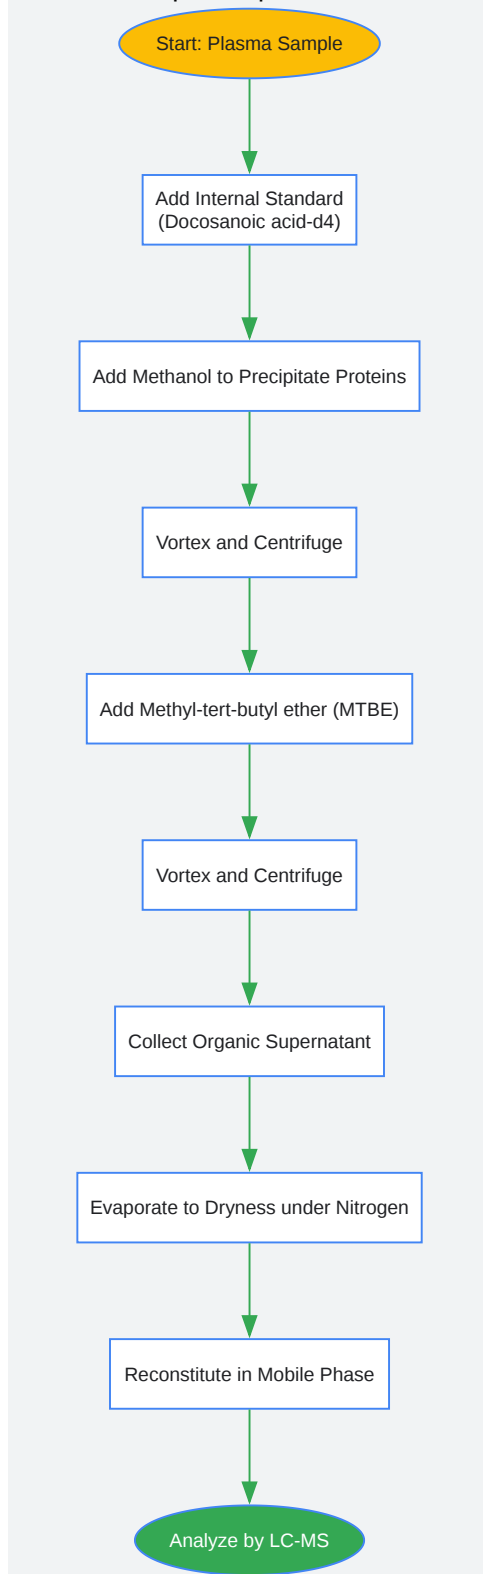 Start: Plasma Sample
Add Internal Standard
(Docosanoic acid-d4)
Add Methanol to Precipitate Proteins
Vortex and Centrifuge
Add Methyl-tert-butyl ether (MTBE)
Vortex and Centrifuge
Collect Organic Supernatant
Evaporate to Dryness under Nitrogen
Reconstitute in Mobile Phase
Analyze by LC-MS